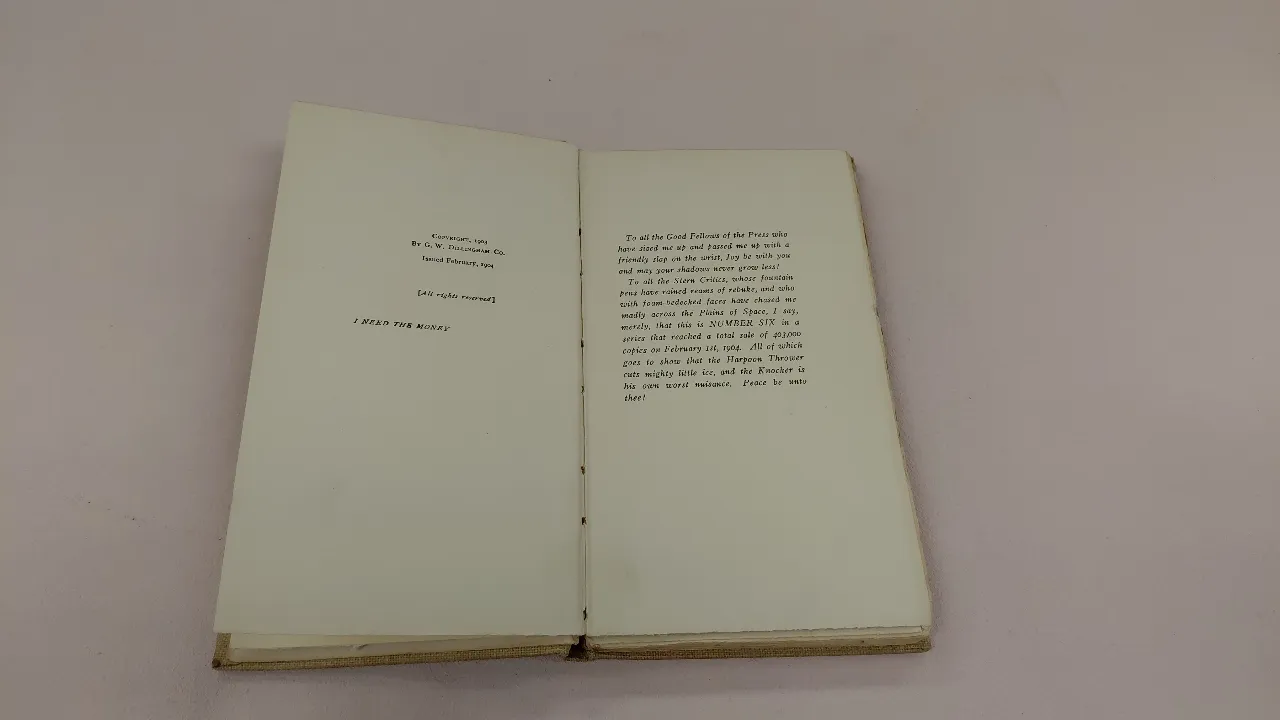 COPYRIGHT, 1904
BY G. W. DILLINGHAM CO.
Issued February, 1904
[All rights reserved]
I NEED THE MONEY
To all the Good Fellows of the Press who
have sized me up and passed me up with a
friendly slap on the wrist, Joy be with you
and may your shadows never grow less!
To all the Stern Critics, whose fountain
pens have rained reams of rebuke, and who
with foam-bedecked faces have chased me
madly across the Plains of Space, I say,
merely, that this is NUMBER SIX in a
series that reached a total sale of 403,000
copies on February 1st, 1904. All of which
goes to show that the Harpoon Thrower
cuts mighty little ice, and the Knocker is
his own worst nuisance. Peace be unto
thee!